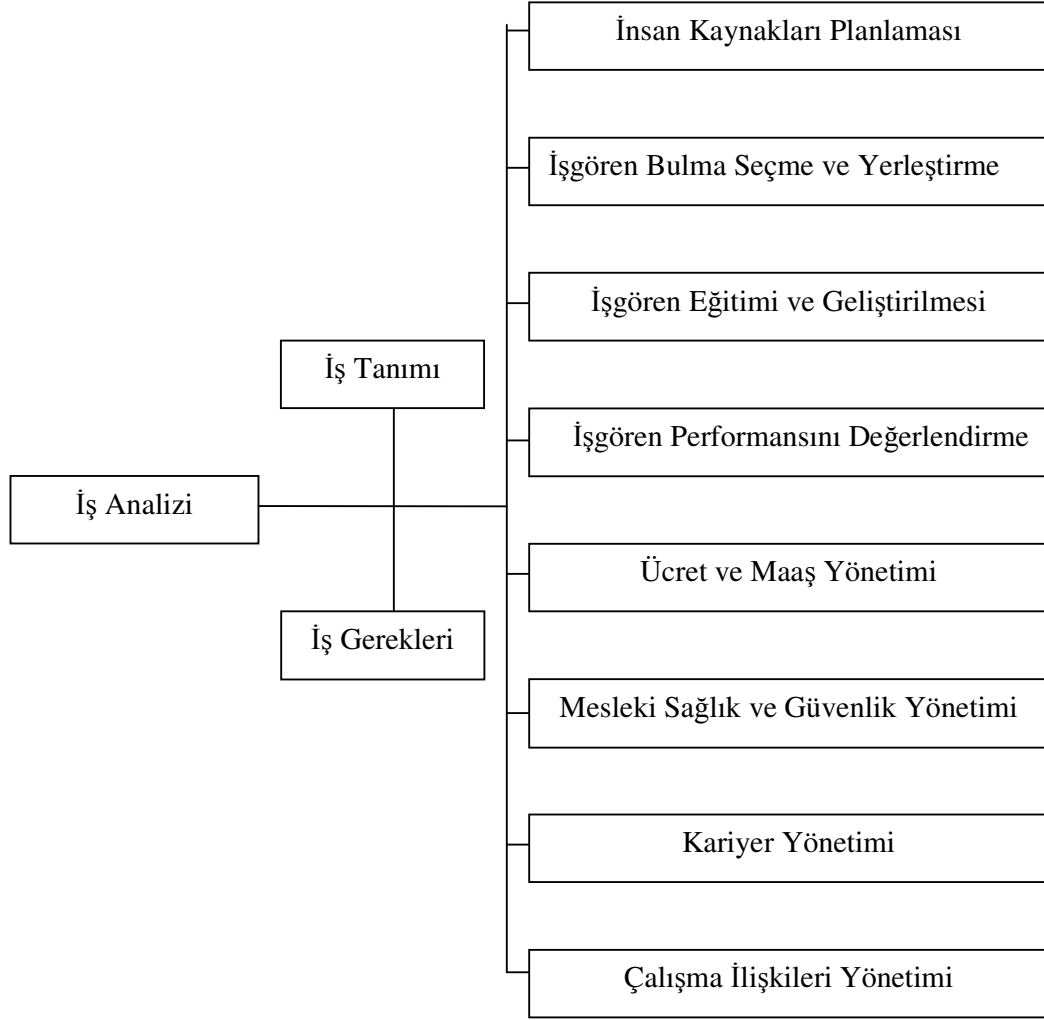 İnsan Kaynakları Planlaması
İşgören Bulma Seçme ve Yerleştirme
İşgören Eğitimi ve Geliştirilmesi
İş Tanımı
İşgören Performansını Değerlendirme
İş Analizi
Ücret ve Maaş Yönetimi
İş Gerekleri
Mesleki Sağlık ve Güvenlik Yönetimi
Kariyer Yönetimi
Çalışma İlişkileri Yönetimi